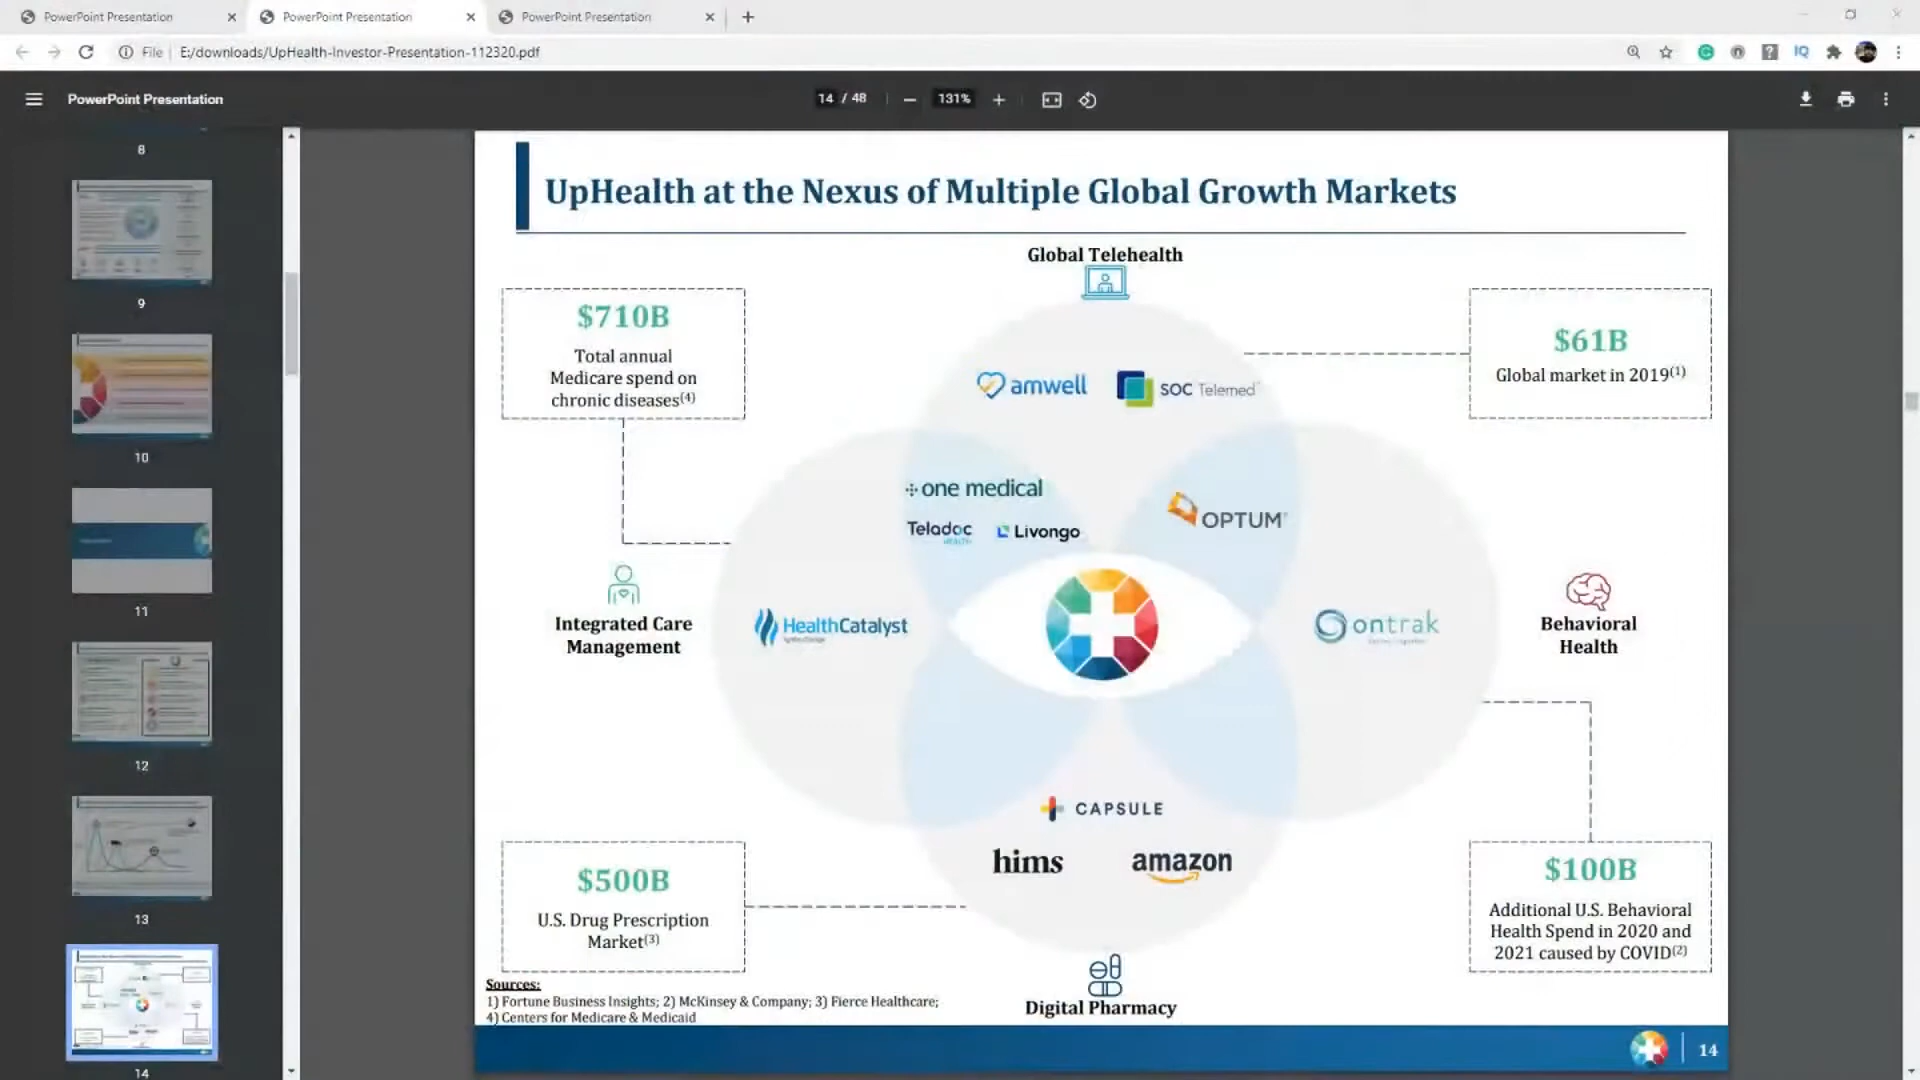 PowerPoint Presentation
PowerPoint Presentation
PowerPoint Presentation
File
E:/downloads/UpHealth-Investor-Presentation-112320.pdf
IQ
PowerPoint Presentation
14 / 48
131%
8
9
10
11
12
13
14
UpHealth at the Nexus of Multiple Global Growth Markets
Global Telehealth
$710B
Total annual
Medicare spend on
chronic diseases(4)
$61B
Global market in 2019(1)
amwell
SOC Telemed
one medical
Teladoc
HEALTH
Livongo
OPTUM
Integrated Care
Management
HealthCatalyst
ontrak
Behavioral
Health
CAPSULE
hims
amazon
$500B
U.S. Drug Prescription
Market(3)
$100B
Additional U.S. Behavioral
Health Spend in 2020 and
2021 caused by COVID(2)
Digital Pharmacy
Sources:
1) Fortune Business Insights; 2) McKinsey & Company; 3) Fierce Healthcare;
4) Centers for Medicare & Medicaid
14